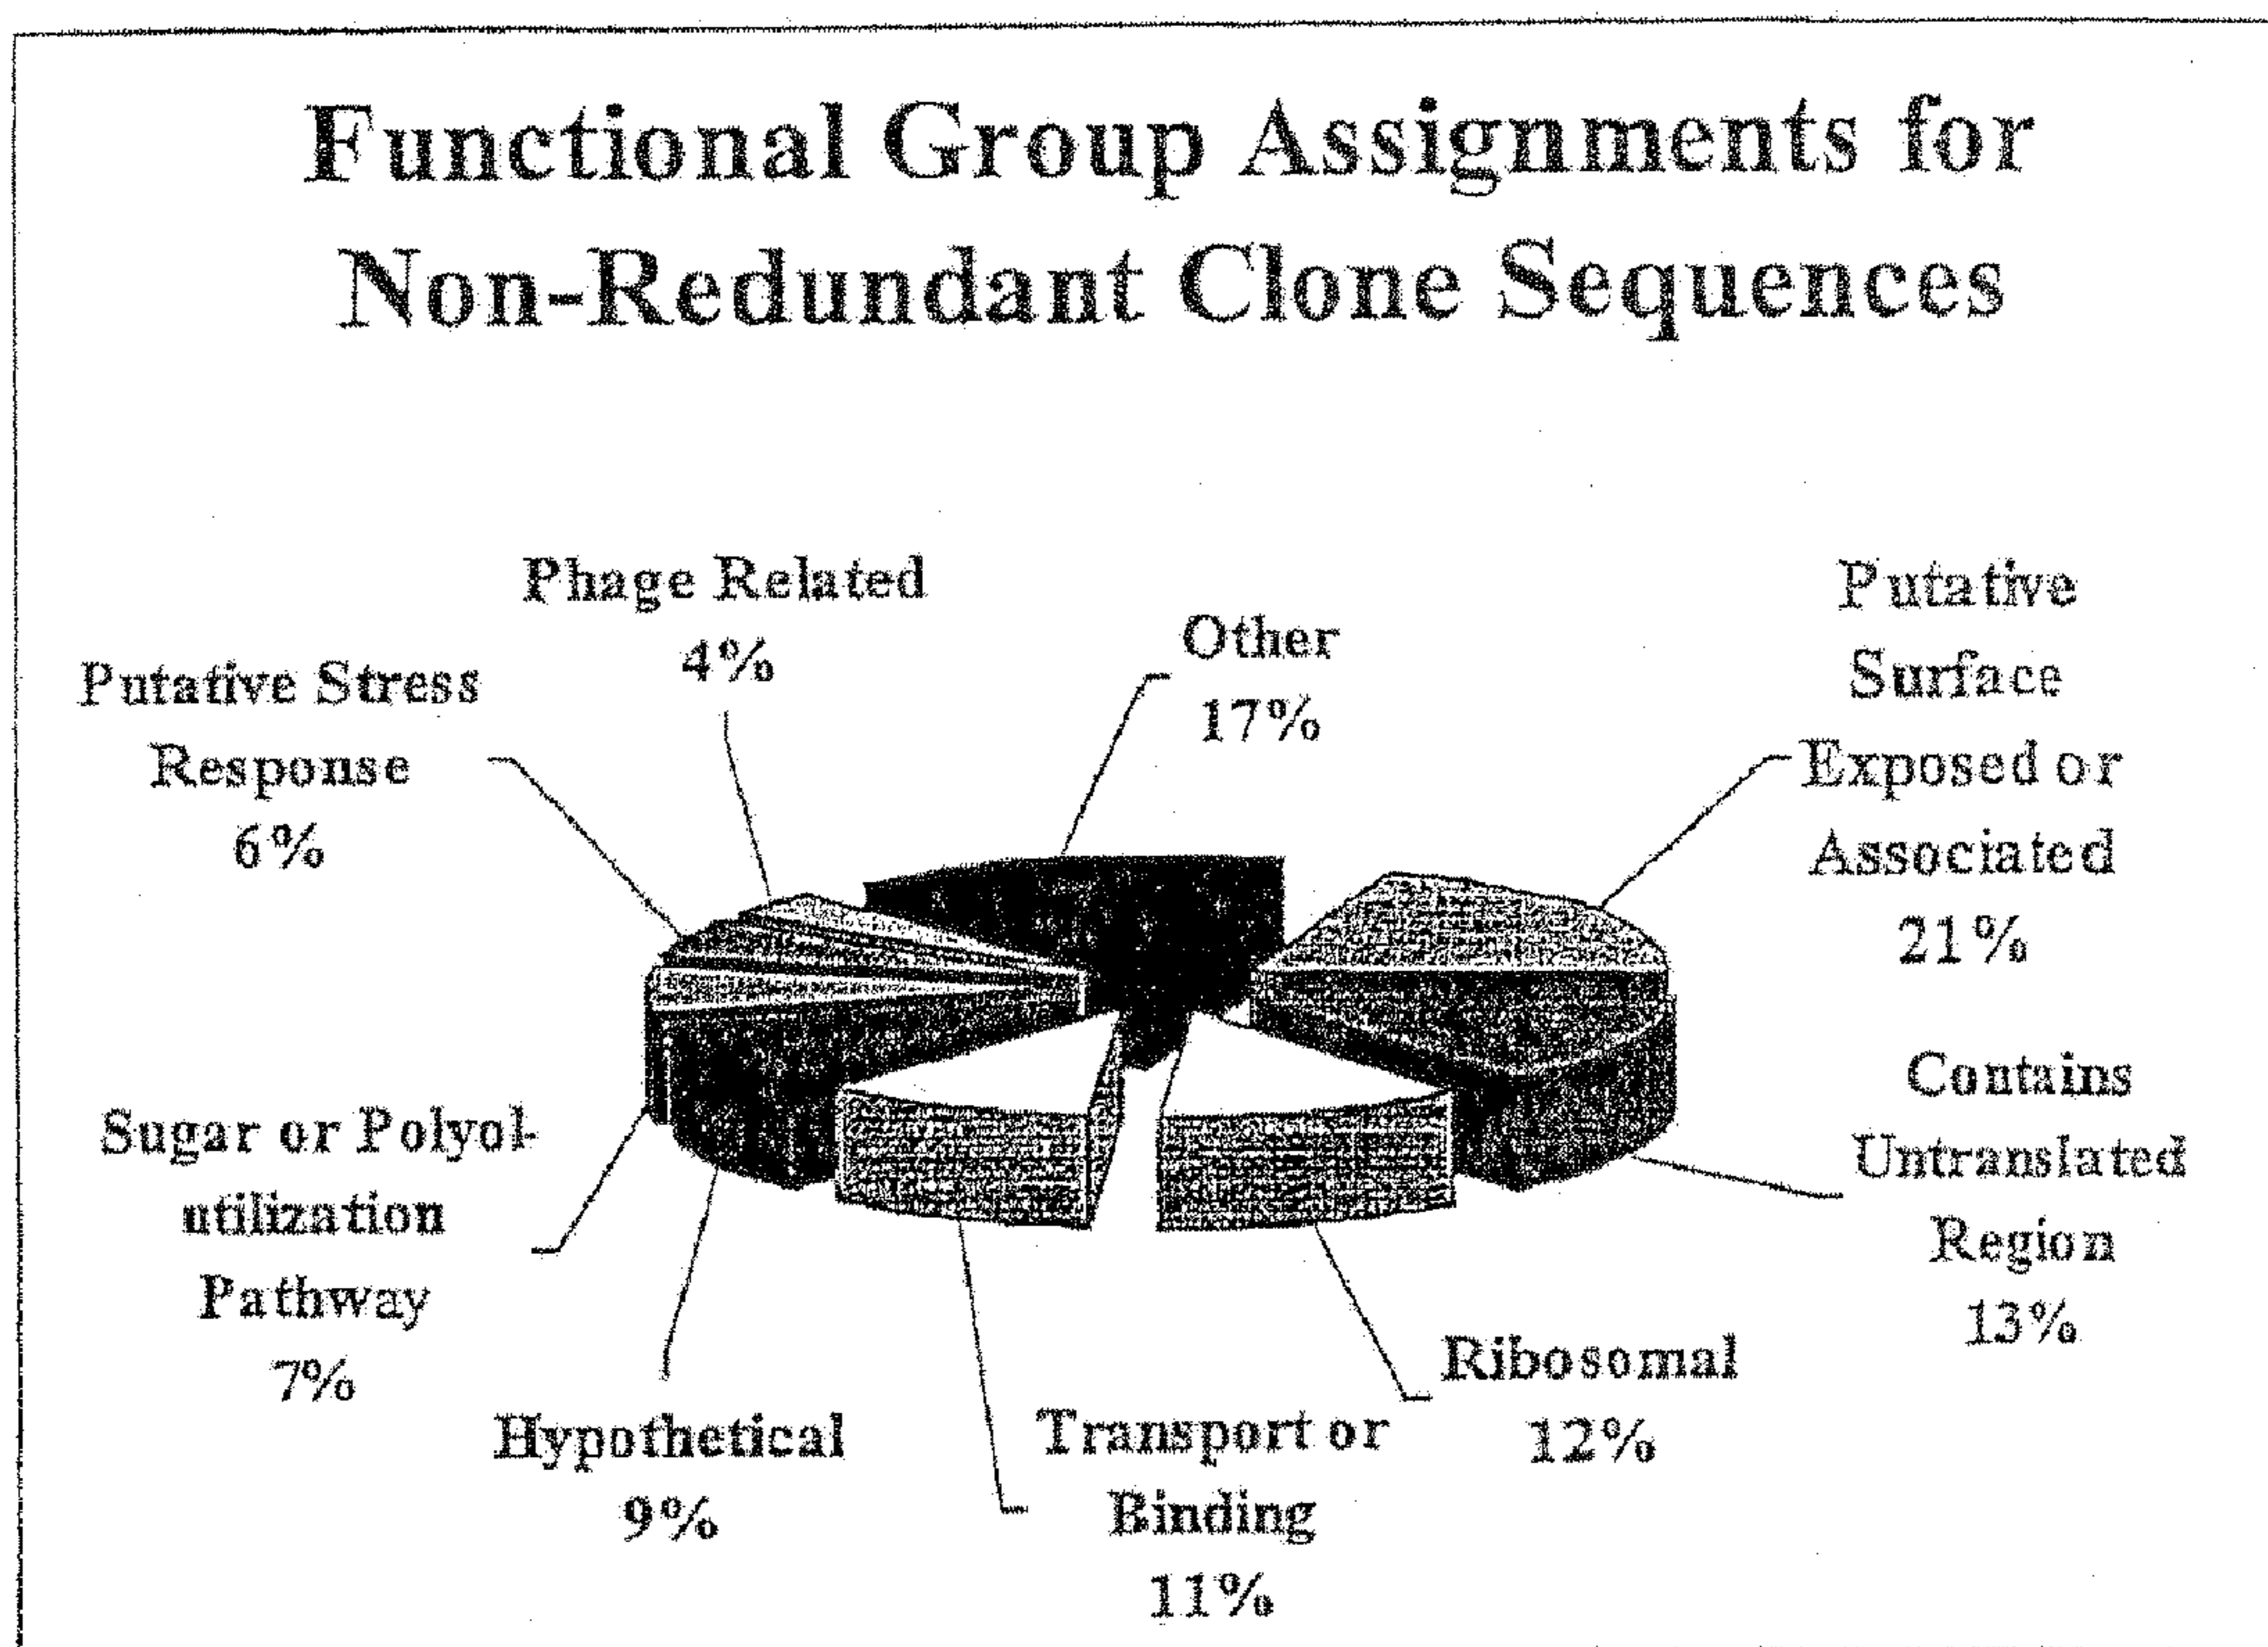 Functional Group Assignments for
Non-Redundant Clone Sequences
Phage Related
4%
Other
17%
Putative
Surface
Exposed or
Associated
21%
Putative Stress
Response
6%
Contains
Untranslated
Region
13%
Sugar or Polyol-
utilization
Pathway
7%
Hypothetical
9%
Transport or
Binding
11%
Ribosomal
12%